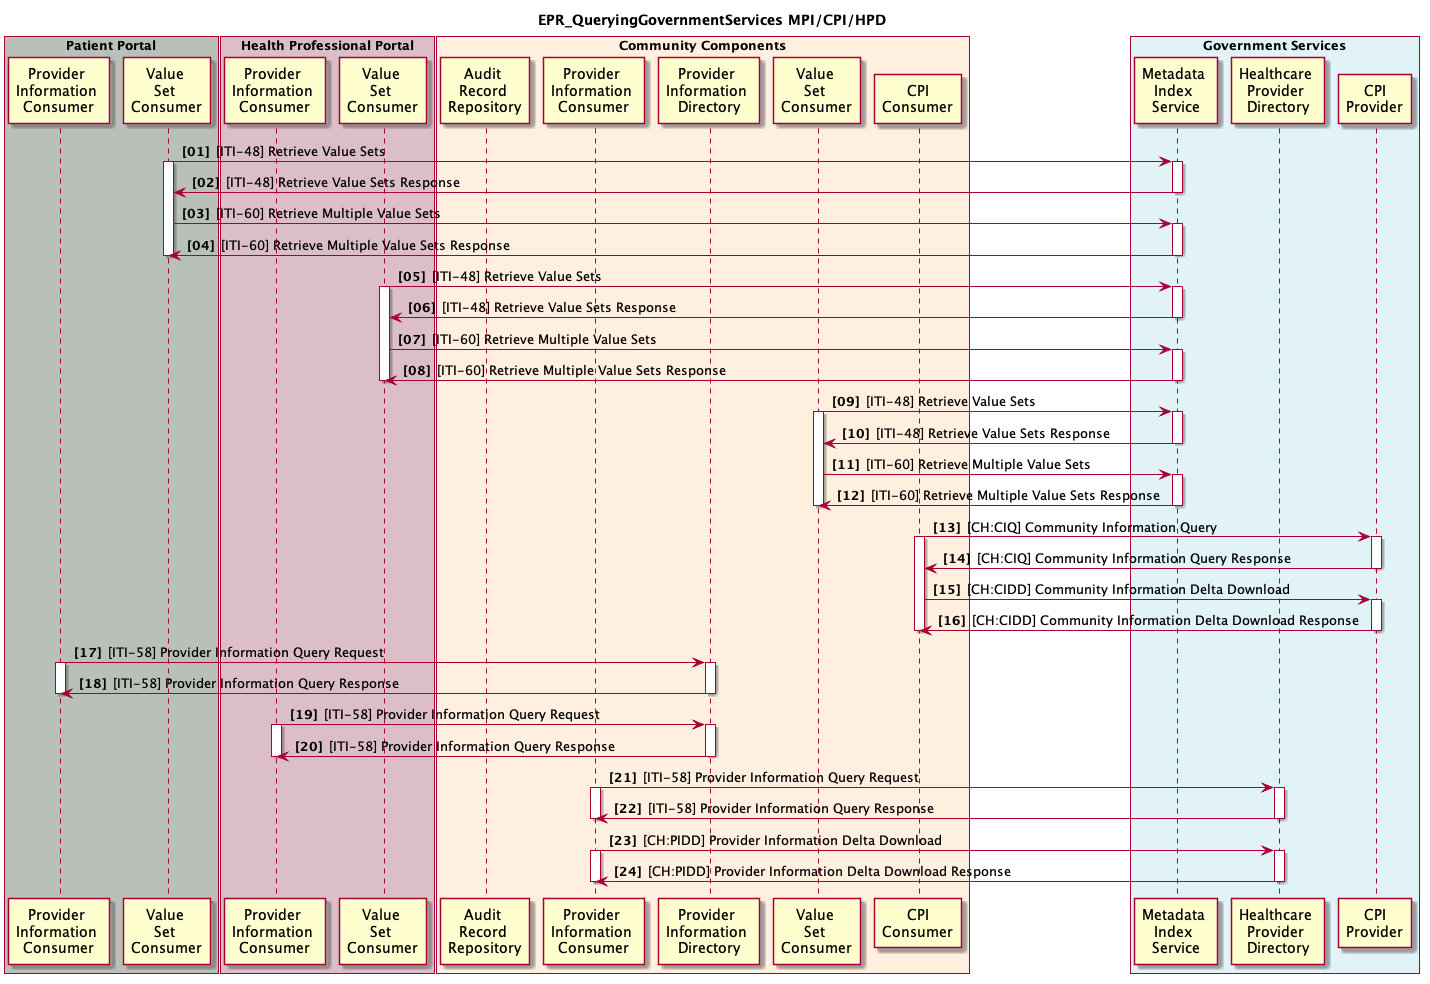 EPR_QueryingGovernmentServices MPI/CPI/HPD
Patient Portal
Health Professional Portal
Community Components
Government Services
Provider
Information
Consumer
Value
Set
Consumer
Provider
Information
Consumer
Value
Set
Consumer
Audit
Record
Repository
Provider
Information
Consumer
Provider
Information
Directory
Value
Set
Consumer
CPI
Consumer
Metadata
Index
Service
Healthcare
Provider
Directory
CPI
Provider
[01] [ITI-48] Retrieve Value Sets
[02] [ITI-48] Retrieve Value Sets Response
[03] [ITI-60] Retrieve Multiple Value Sets
[04] [ITI-60] Retrieve Multiple Value Sets Response
[05] [ITI-48] Retrieve Value Sets
[06] [ITI-48] Retrieve Value Sets Response
[07] [ITI-60] Retrieve Multiple Value Sets
[08] [ITI-60] Retrieve Multiple Value Sets Response
[09] [ITI-48] Retrieve Value Sets
[10] [ITI-48] Retrieve Value Sets Response
[11] [ITI-60] Retrieve Multiple Value Sets
[12] [ITI-60] Retrieve Multiple Value Sets Response
[13] [CH:CIQ] Community Information Query
[14] [CH:CIQ] Community Information Query Response
[15] [CH:CIDD] Community Information Delta Download
[16] [CH:CIDD] Community Information Delta Download Response
[17] [ITI-58] Provider Information Query Request
[18] [ITI-58] Provider Information Query Response
[19] [ITI-58] Provider Information Query Request
[20] [ITI-58] Provider Information Query Response
[21] [ITI-58] Provider Information Query Request
[22] [ITI-58] Provider Information Query Response
[23] [CH:PIDD] Provider Information Delta Download
[24] [CH:PIDD] Provider Information Delta Download Response
Provider
Information
Consumer
Value
Set
Consumer
Provider
Information
Consumer
Value
Set
Consumer
Audit
Record
Repository
Provider
Information
Consumer
Provider
Information
Directory
Value
Set
Consumer
CPI
Consumer
Metadata
Index
Service
Healthcare
Provider
Directory
CPI
Provider